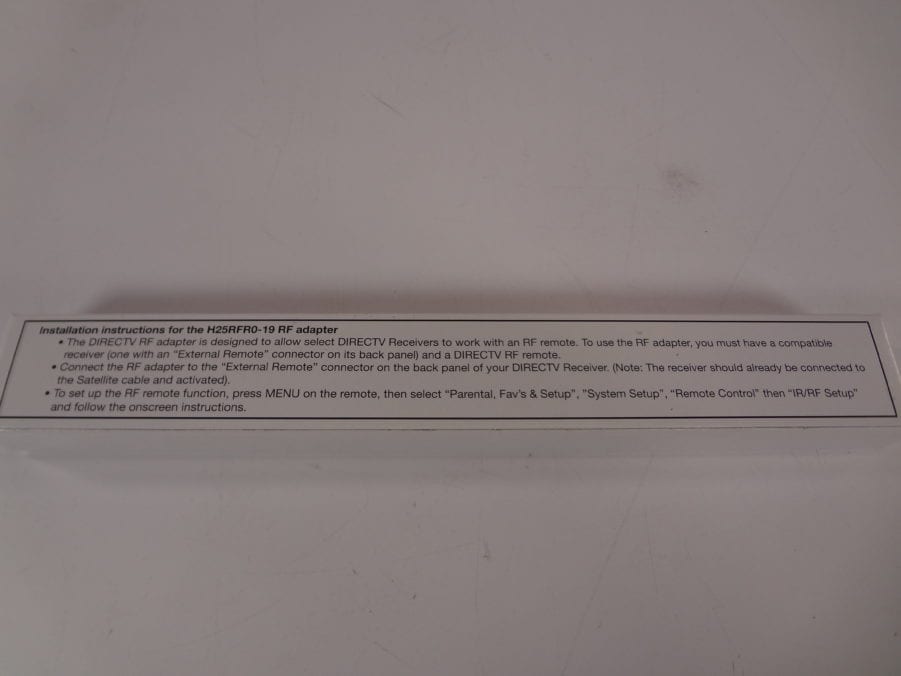 Installation instructions for the H25RFR0-19 RF adapter
• The DIRECTV RF adapter is designed to allow select DIRECTV Receivers to work with an RF remote. To use the RF adapter, you must have a compatible
receiver (one with an “External Remote” connector on its back panel) and a DIRECTV RF remote.
• Connect the RF adapter to the “External Remote” connector on the back panel of your DIRECTV Receiver. (Note: The receiver should already be connected to
the Satellite cable and activated).
• To set up the RF remote function, press MENU on the remote, then select “Parental, Fav’s & Setup”, ”System Setup”, “Remote Control” then “IR/RF Setup”
and follow the onscreen instructions.